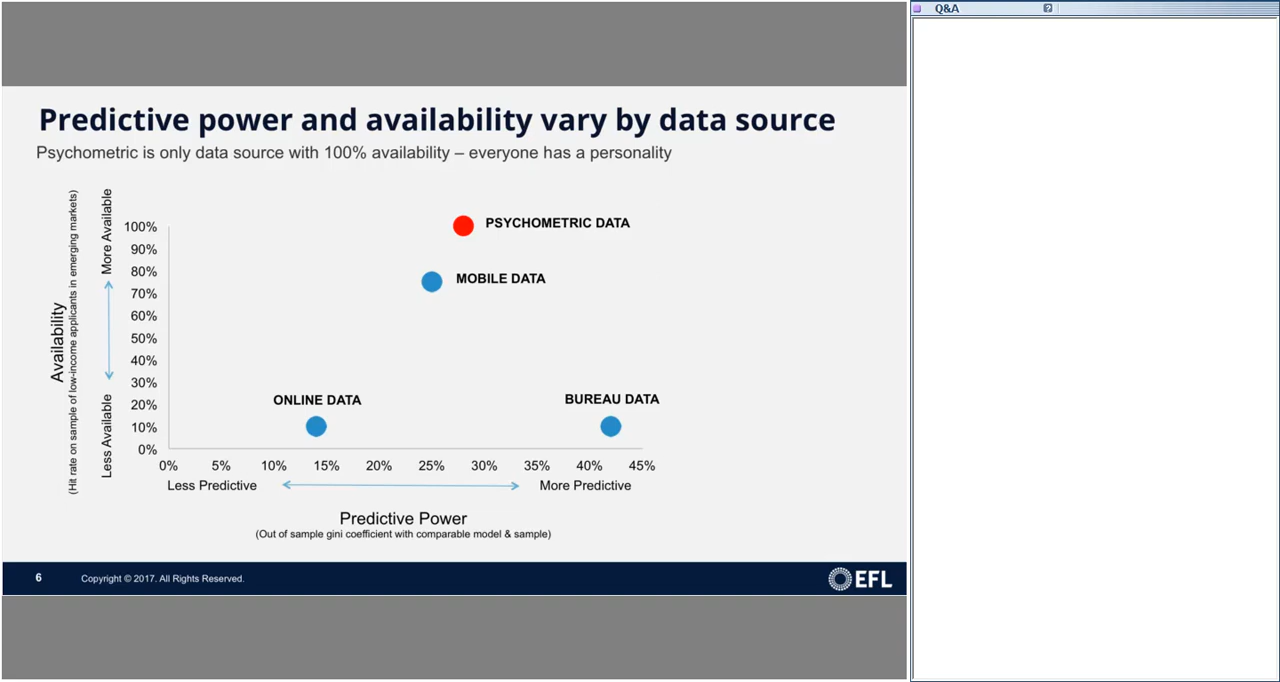 Q&A
Predictive power and availability vary by data source
Psychometric is only data source with 100% availability – everyone has a personality
Availability
(Hit rate on sample of low-income applicants in emerging markets)
More Available
Less Available
100%
90%
80%
70%
60%
50%
40%
30%
20%
10%
0%
PSYCHOMETRIC DATA
MOBILE DATA
ONLINE DATA
BUREAU DATA
0% 5% 10% 15% 20% 25% 30% 35% 40% 45%
Less Predictive
More Predictive
Predictive Power
(Out of sample gini coefficient with comparable model & sample)
6
Copyright © 2017. All Rights Reserved.
EFL